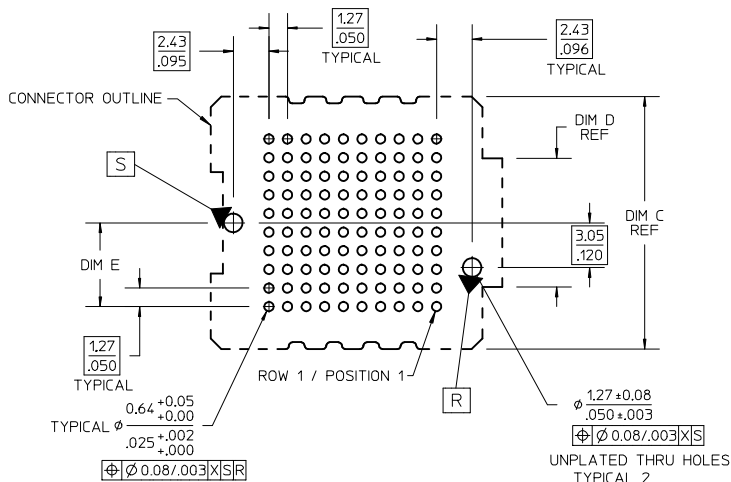 1.27
.050
TYPICAL
2.43
.095
2.43
.096
TYPICAL
CONNECTOR OUTLINE
DIM D
REF
S
DIM C
REF
3.05
.120
DIM E
1.27
.050
TYPICAL
ROW 1 / POSITION 1
R
TYPICAL ⌀ 0.64 +0.05 +0.00
.025 +.002 +.000
⌖ ⌀ 0.08/.003 X S R
⌀ 1.27 ±0.08
.050 ±.003
⌖ ⌀ 0.08/.003 X S
UNPLATED THRU HOLES
TYPICAL 2